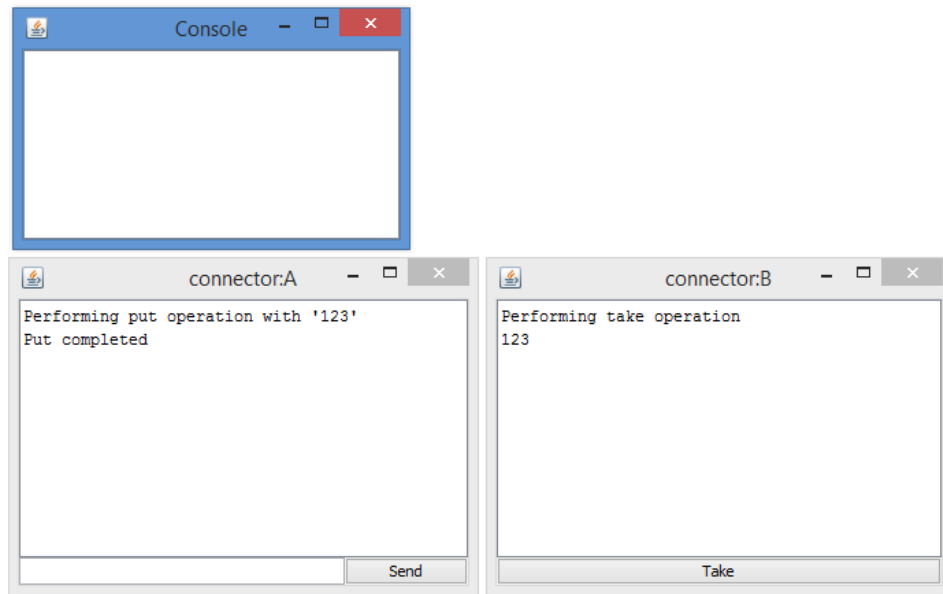 Console
connector:A
Performing put operation with '123'
Put completed
Send
connector:B
Performing take operation
123
Take